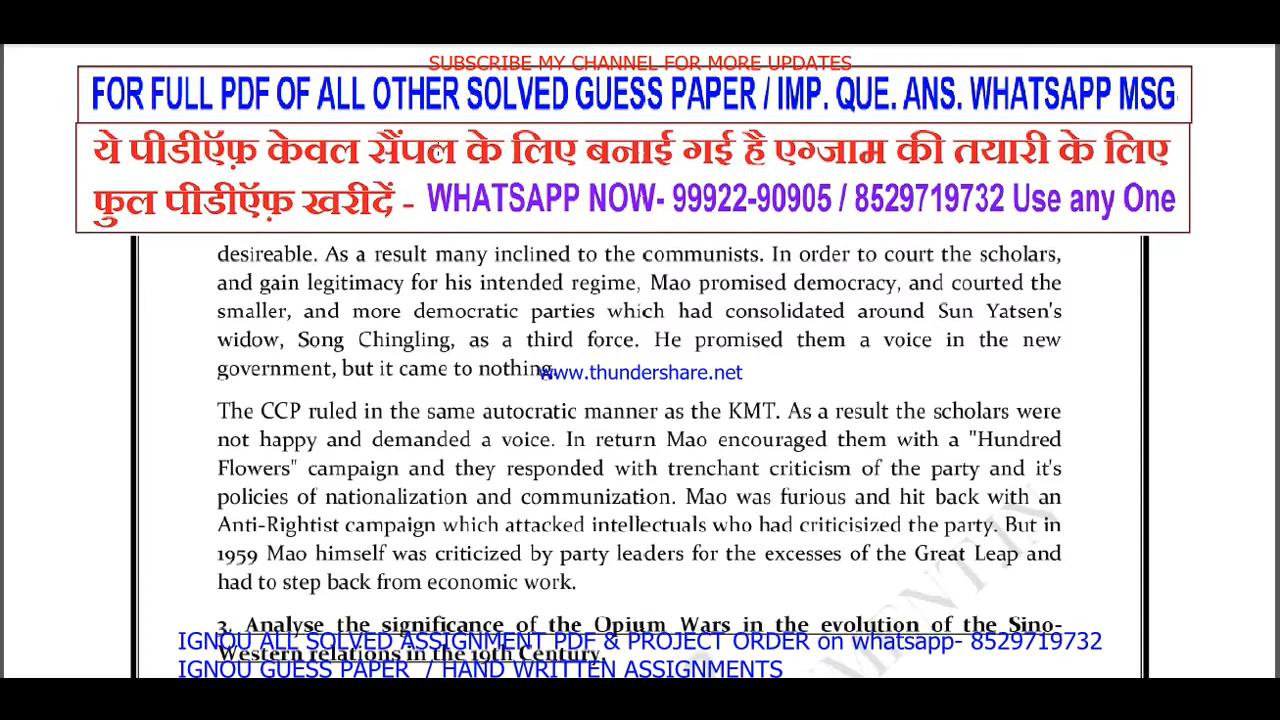 SUBSCRIBE MY CHANNEL FOR MORE UPDATES
FOR FULL PDF OF ALL OTHER SOLVED GUESS PAPER / IMP. QUE. ANS. WHATSAPP MSG
ये पीडीऍफ़ केवल सैंपल के लिए बनाई गई है एग्जाम की तयारी के लिए
फुल पीडीऍफ़ खरीदें - WHATSAPP NOW- 99922-90905 / 8529719732 Use any One
desireable. As a result many inclined to the communists. In order to court the scholars,
and gain legitimacy for his intended regime, Mao promised democracy, and courted the
smaller, and more democratic parties which had consolidated around Sun Yatsen's
widow, Song Chingling, as a third force. He promised them a voice in the new
government, but it came to nothing.
www.thundershare.net
The CCP ruled in the same autocratic manner as the KMT. As a result the scholars were
not happy and demanded a voice. In return Mao encouraged them with a "Hundred
Flowers" campaign and they responded with trenchant criticism of the party and it's
policies of nationalization and communization. Mao was furious and hit back with an
Anti-Rightist campaign which attacked intellectuals who had criticisized the party. But in
1959 Mao himself was criticized by party leaders for the excesses of the Great Leap and
had to step back from economic work.
3. Analyse the significance of the Opium Wars in the evolution of the Sino-
IGNOU ALL SOLVED ASSIGNMENT PDF & PROJECT ORDER on whatsapp- 8529719732
Western relations in the 19th Century.
IGNOU GUESS PAPER / HAND WRITTEN ASSIGNMENTS